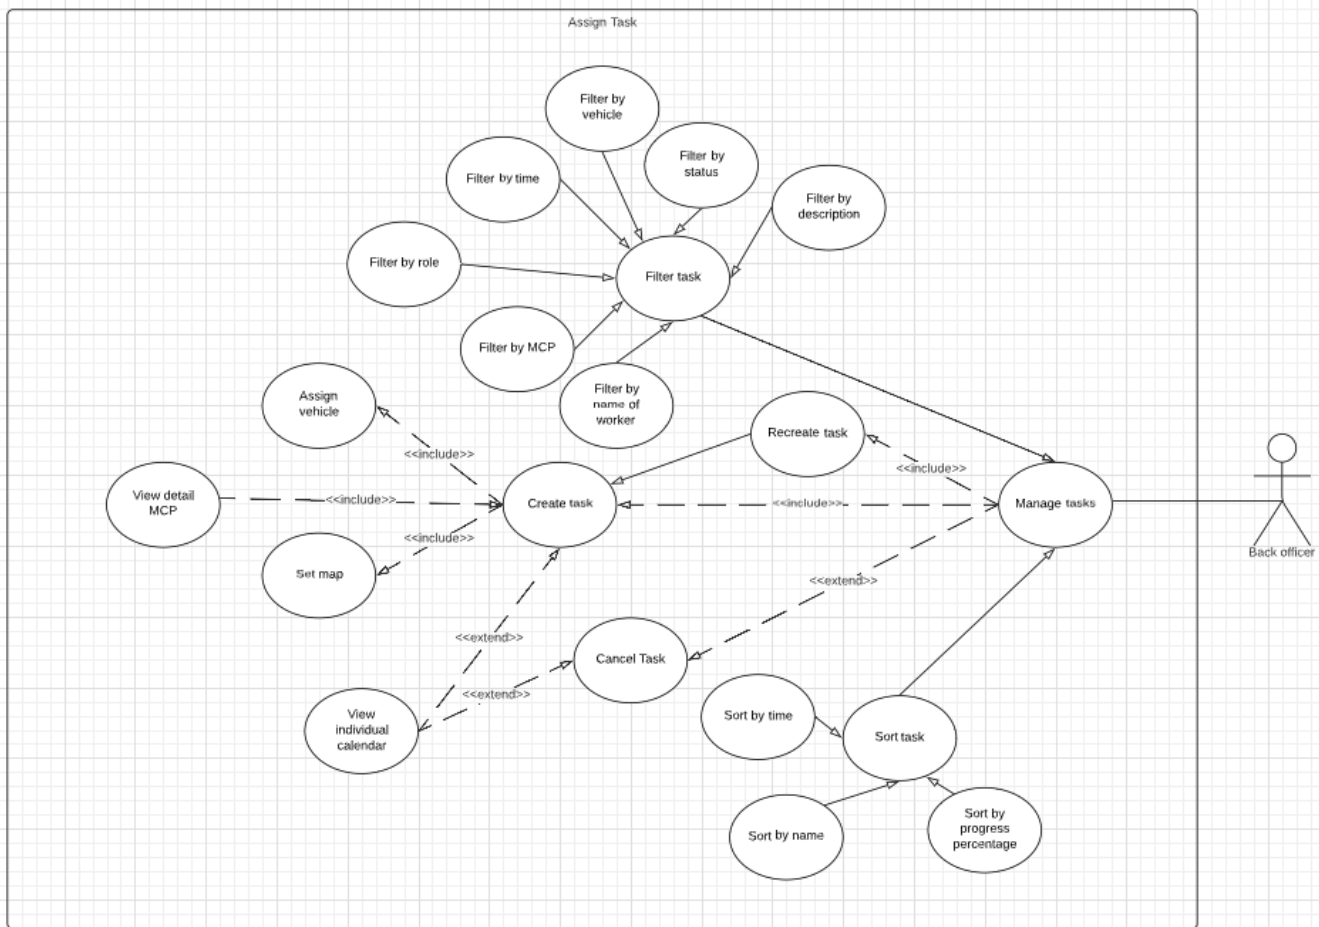 Assign Task
Filter by
vehicle
Filter by
status
Filter by time
Filter by
description
Filter by role
Filter task
Filter by MCP
Filter by
name of
worker
Assign
vehicle
Recreate task
<<include>>
<<include>>
View detail
MCP
<<include>>
Create task
<<include>>
Manage tasks
<<include>>
Back officer
Set map
<<extend>>
<<extend>>
Cancel Task
<<extend>>
View
individual
calendar
Sort by time
Sort task
Sort by name
Sort by
progress
percentage